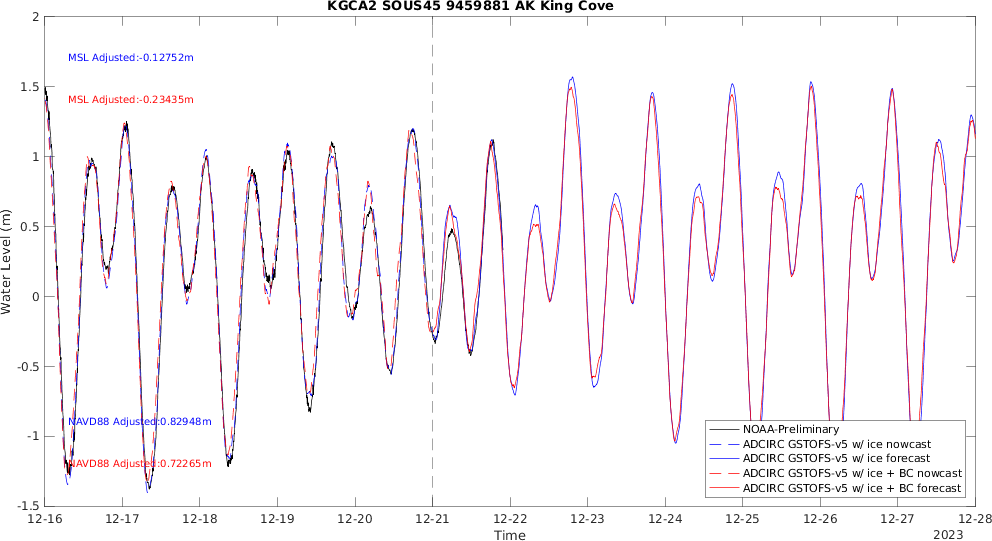 KGCA2 SOUS45 9459881 AK King Cove
2
1.5
1
0.5
0
-0.5
-1
-1.5
Water Level (m)
MSL Adjusted:-0.12752m
MSL Adjusted:-0.23435m
NAVD88 Adjusted:0.82948m
NAVD88 Adjusted:0.72265m
NOAA-Preliminary
ADCIRC GSTOFS-v5 w/ ice nowcast
ADCIRC GSTOFS-v5 w/ ice forecast
ADCIRC GSTOFS-v5 w/ ice + BC nowcast
ADCIRC GSTOFS-v5 w/ ice + BC forecast
12-16 12-17 12-18 12-19 12-20 12-21 12-22 12-23 12-24 12-25 12-26 12-27 12-28
Time
2023